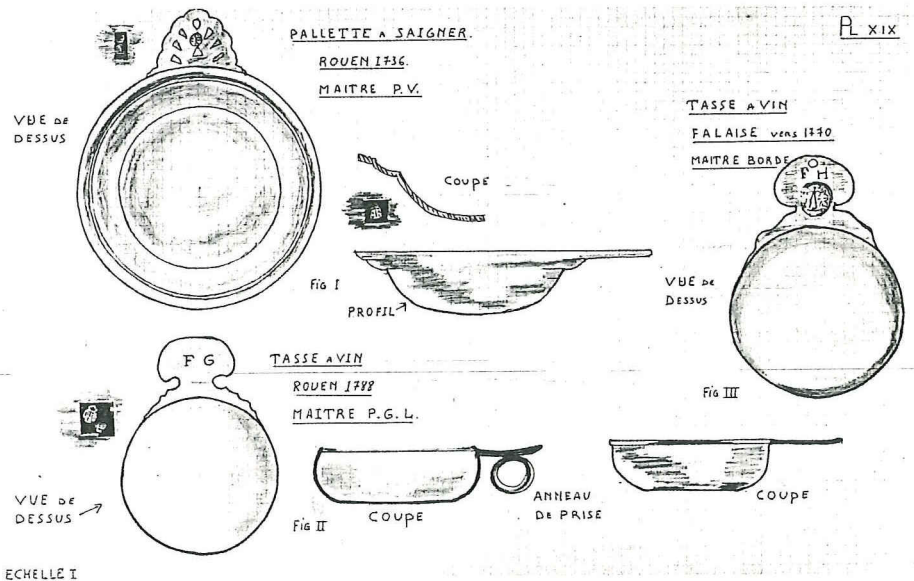 PL XIX
PALLETTE A SAIGNER.
ROUEN 1736.
MAITRE P.V.
VUE DE
DESSUS
COUPE
Fig I
PROFIL
TASSE A VIN
FALAISE vers 1770
MAITRE BORDE
F H
VUE DE
DESSUS
Fig III
F G
TASSE A VIN
ROUEN 1788
MAITRE P.G.L.
VUE DE
DESSUS
Fig II
COUPE
ANNEAU
DE PRISE
COUPE
ECHELLE I